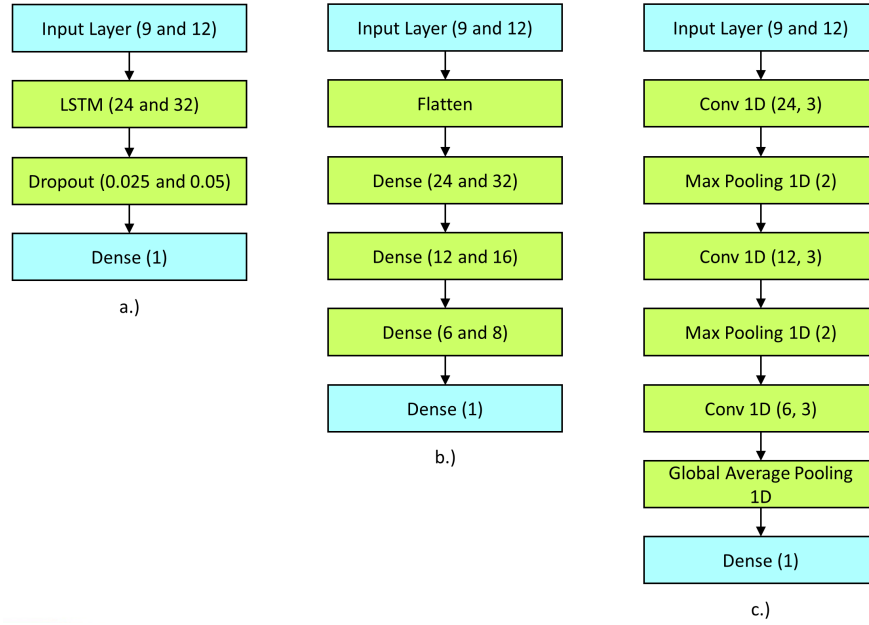 Input Layer (9 and 12)
LSTM (24 and 32)
Dropout (0.025 and 0.05)
Dense (1)
a.)
Input Layer (9 and 12)
Flatten
Dense (24 and 32)
Dense (12 and 16)
Dense (6 and 8)
Dense (1)
b.)
Input Layer (9 and 12)
Conv 1D (24, 3)
Max Pooling 1D (2)
Conv 1D (12, 3)
Max Pooling 1D (2)
Conv 1D (6, 3)
Global Average Pooling
1D
Dense (1)
c.)